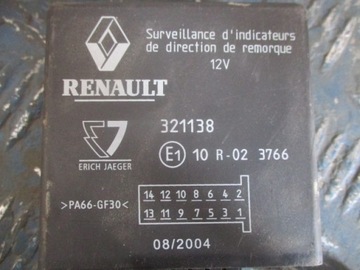 Surveillance d'indicateurs
de direction de remorque
12V
RENAULT
321138
E1 10 R-02 3766
ERICH JAEGER
>PA66-GF30<
14 12 10 8 6 4 2
13 11 9 7 5 3 1
08/2004